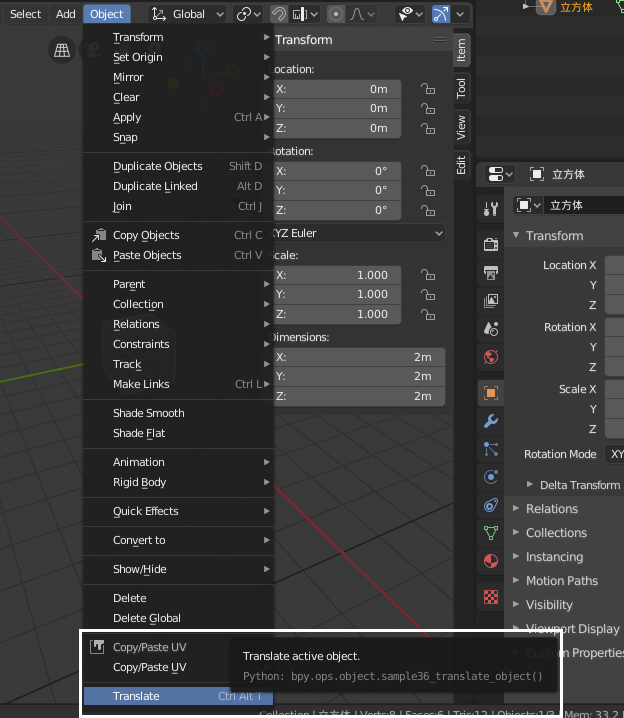 Select Add Object Global
立方体
Transform
Set Origin
Mirror
Clear
Apply Ctrl A
Snap
Duplicate Objects Shift D
Duplicate Linked Alt D
Join Ctrl J
Copy Objects Ctrl C
Paste Objects Ctrl V
Parent
Collection
Relations
Constraints
Track
Make Links Ctrl L
Shade Smooth
Shade Flat
Animation
Rigid Body
Quick Effects
Convert to
Show/Hide
Delete
Delete Global
Copy/Paste UV
Copy/Paste UV
Translate Ctrl Alt T
Translate active object.
Python: bpy.ops.object.sample36_translate_object()
Transform
ocation:
X: 0m
Y: 0m
Z: 0m
otation:
X: 0°
Y: 0°
Z: 0°
XYZ Euler
cale:
X: 1.000
Y: 1.000
Z: 1.000
Dimensions:
X: 2m
Y: 2m
Z: 2m
Item
Tool
View
Edit
立方体
立方体
Transform
Location X
Y
Z
Rotation X
Y
Z
Scale X
Y
Z
Rotation Mode XY
Delta Transform
Relations
Collections
Instancing
Motion Paths
Visibility
Viewport Display
Custom Properties
Collection | 立方体 | Verts:8 | Faces:6 | Tris:12 | Objects:1/3 | Mem: 33.2